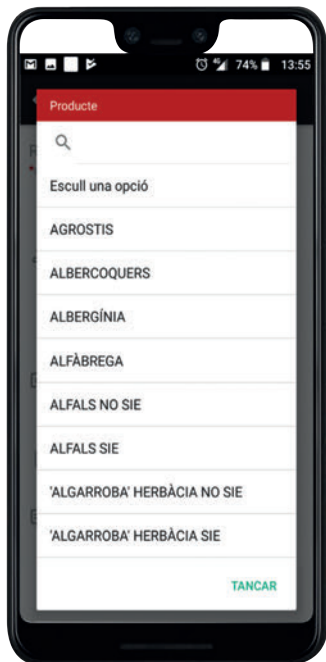 4G 74% 13:55
Producte
Escull una opció
AGROSTIS
ALBERCOQUERS
ALBERGÍNIA
ALFÀBREGA
ALFALS NO SIE
ALFALS SIE
'ALGARROBA' HERBÀCIA NO SIE
'ALGARROBA' HERBÀCIA SIE
TANCAR